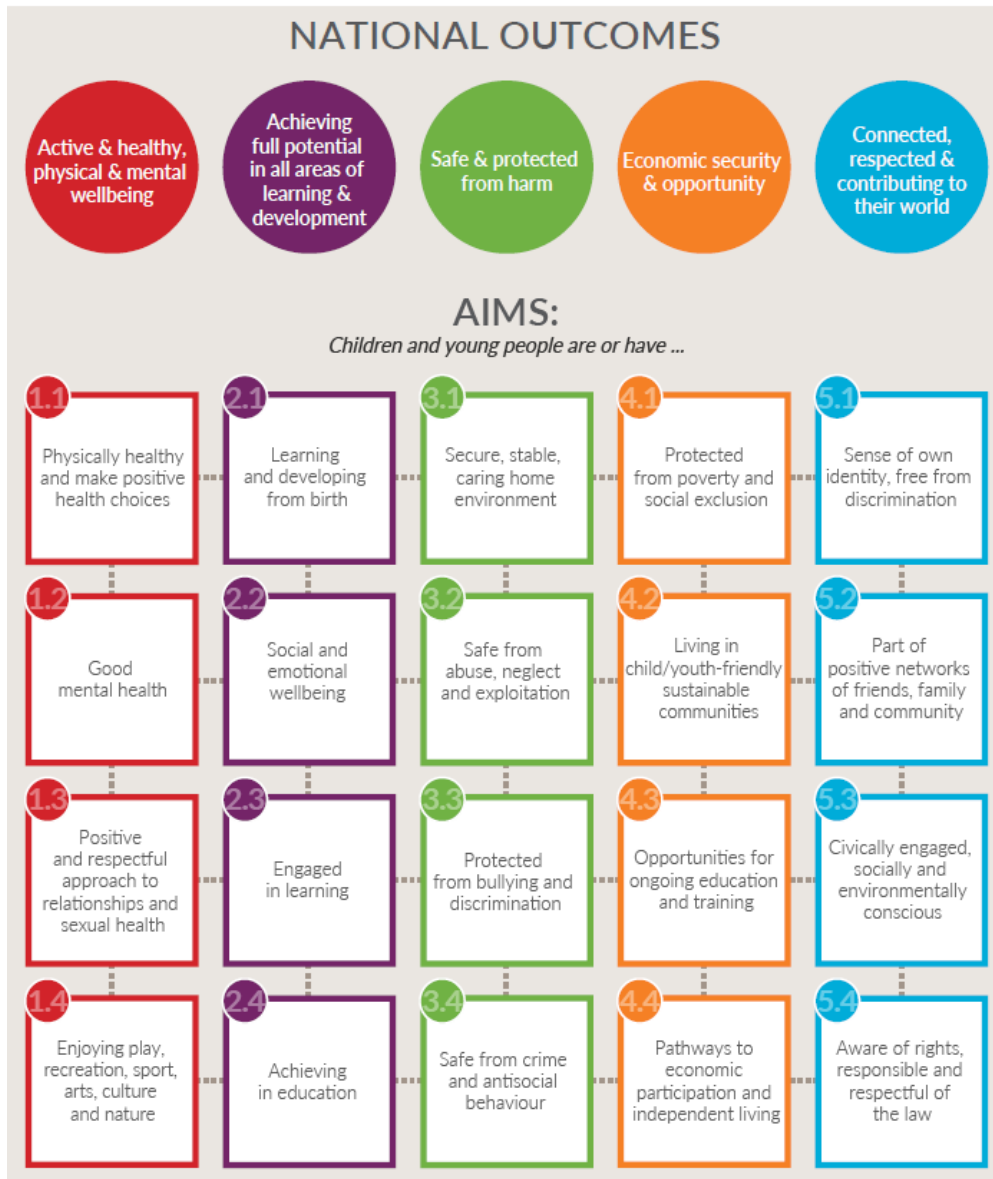 NATIONAL OUTCOMES
Active & healthy,
physical & mental
wellbeing
Achieving
full potential
in all areas of
learning &
development
Safe & protected
from harm
Economic security
& opportunity
Connected,
respected &
contributing to
their world
AIMS:
Children and young people are or have ...
1.1
Physically healthy
and make positive
health choices
2.1
Learning
and developing
from birth
3.1
Secure, stable,
caring home
environment
4.1
Protected
from poverty and
social exclusion
5.1
Sense of own
identity, free from
discrimination
1.2
Good
mental health
2.2
Social and
emotional
wellbeing
3.2
Safe from
abuse, neglect
and exploitation
4.2
Living in
child/youth-friendly
sustainable
communities
5.2
Part of
positive networks
of friends, family
and community
1.3
Positive
and respectful
approach to
relationships and
sexual health
2.3
Engaged
in learning
3.3
Protected
from bullying and
discrimination
4.3
Opportunities for
ongoing education
and training
5.3
Civically engaged,
socially and
environmentally
conscious
1.4
Enjoying play,
recreation, sport,
arts, culture
and nature
2.4
Achieving
in education
3.4
Safe from crime
and antisocial
behaviour
4.4
Pathways to
economic
participation and
independent living
5.4
Aware of rights,
responsible and
respectful of
the law